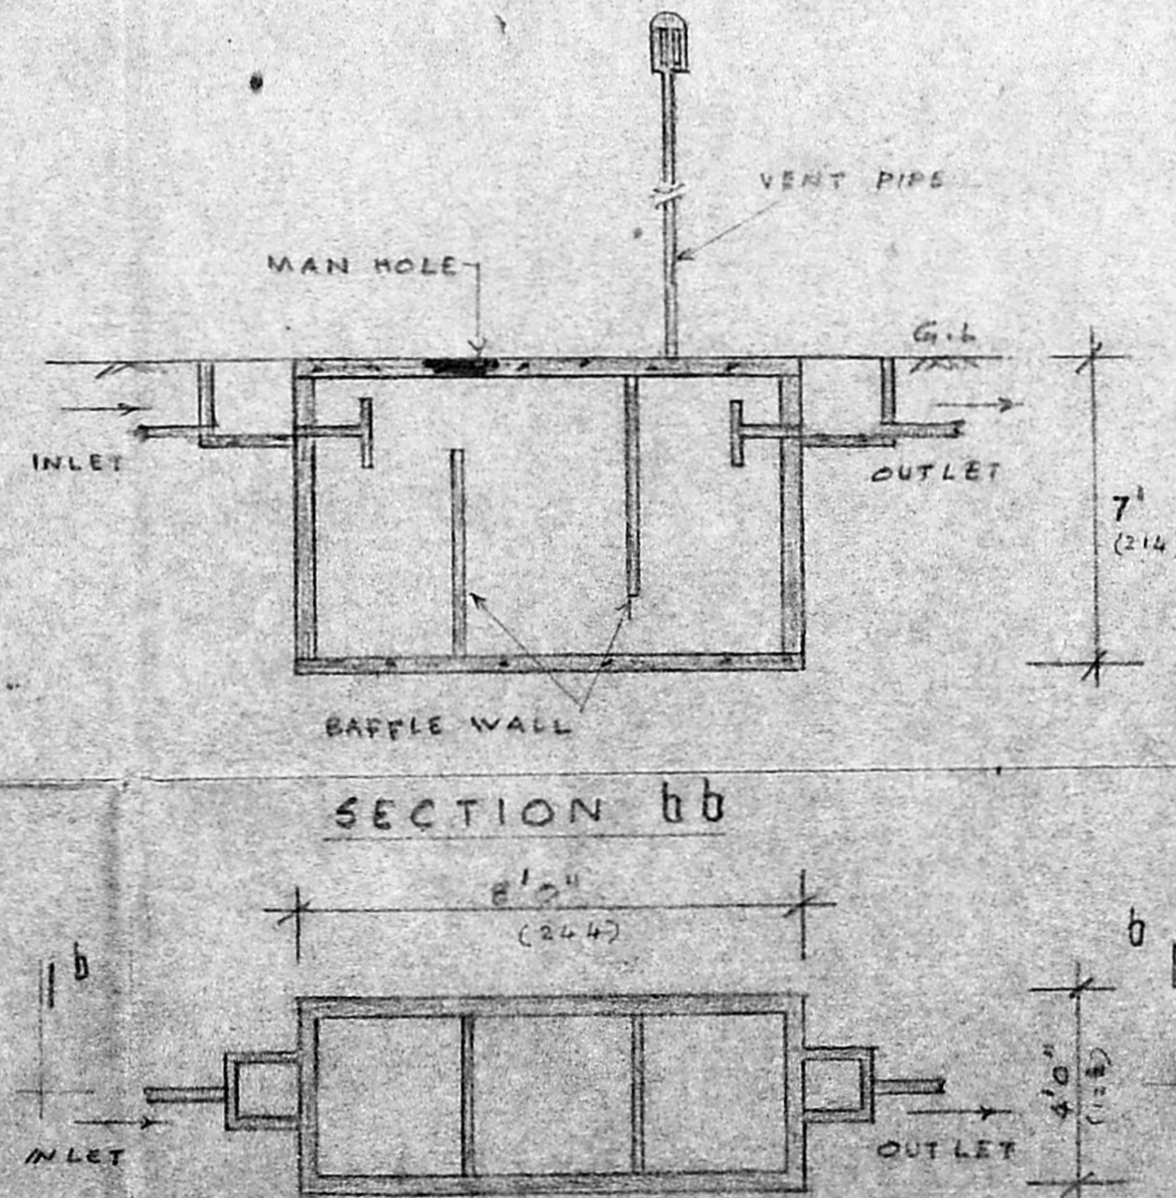 VENT PIPE
MAN HOLE
G.L
INLET
OUTLET
7'
(214
BAFFLE WALL
SECTION bb
8'0"
(244)
b
b
4'0"
INLET
OUTLET